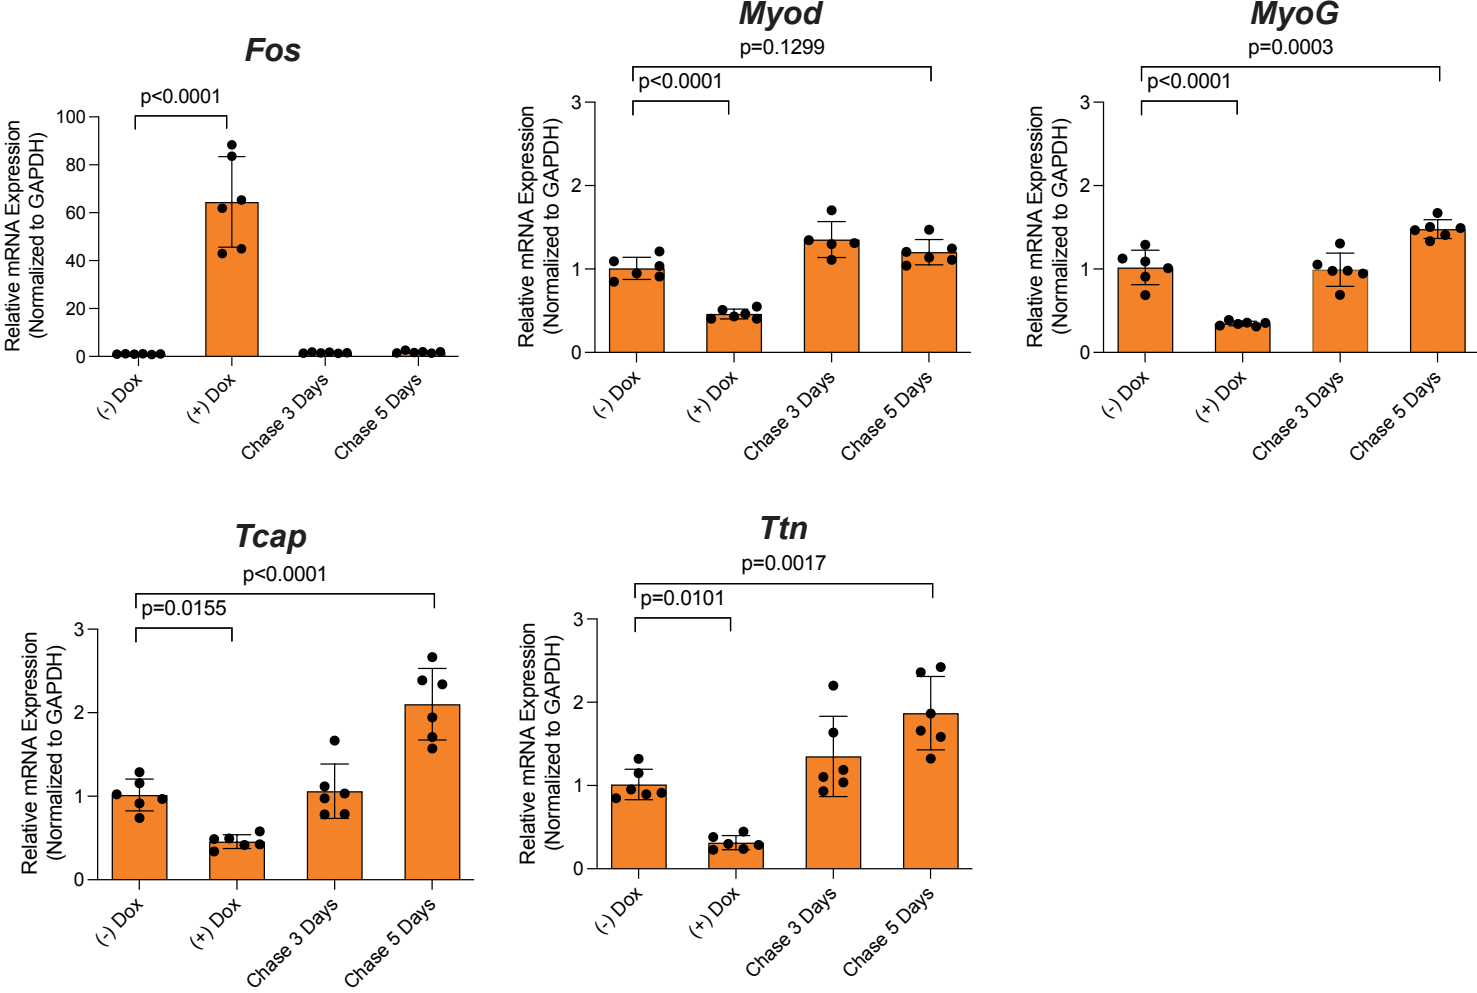 Fos
p<0.0001
Relative mRNA Expression
(Normalized to GAPDH)
100
80
60
40
20
0
(-) Dox
(+) Dox
Chase 3 Days
Chase 5 Days
Myod
p=0.1299
p<0.0001
Relative mRNA Expression
(Normalized to GAPDH)
3
2
1
0
(-) Dox
(+) Dox
Chase 3 Days
Chase 5 Days
MyoG
p=0.0003
p<0.0001
Relative mRNA Expression
(Normalized to GAPDH)
3
2
1
0
(-) Dox
(+) Dox
Chase 3 Days
Chase 5 Days
Tcap
p<0.0001
p=0.0155
Relative mRNA Expression
(Normalized to GAPDH)
3
2
1
0
(-) Dox
(+) Dox
Chase 3 Days
Chase 5 Days
Ttn
p=0.0017
p=0.0101
Relative mRNA Expression
(Normalized to GAPDH)
3
2
1
0
(-) Dox
(+) Dox
Chase 3 Days
Chase 5 Days